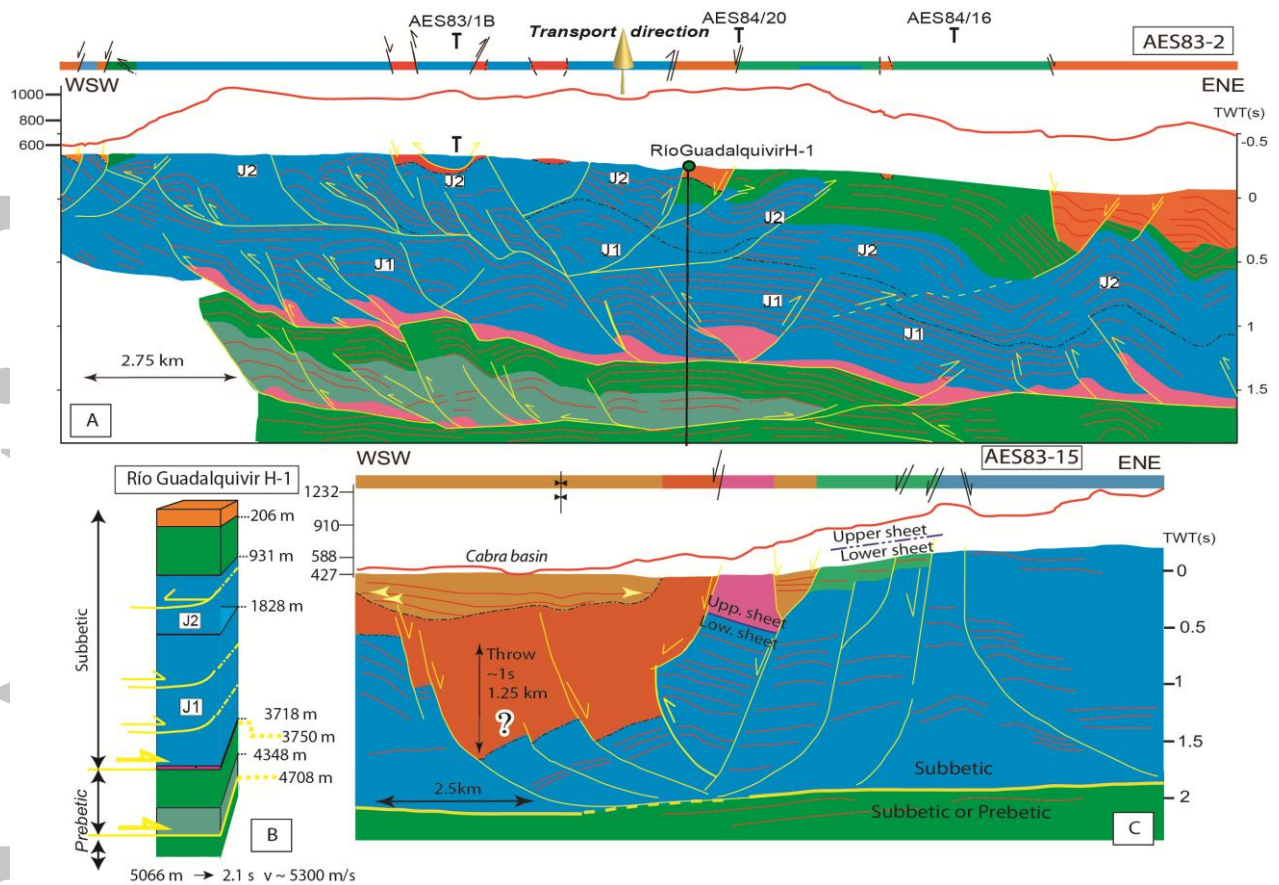 AES83/1B
T
Transport direction
AES84/20
T
AES84/16
T
AES83-2
WSW
ENE
1000
800
600
TWT(s)
-0.5
0
0.5
1
1.5
T
RíoGuadalquivirH-1
J2
J2
J2
J2
J2
J2
J1
J1
J1
J1
2.75 km
A
Río Guadalquivir H-1
206 m
931 m
1828 m
3718 m
3750 m
4348 m
4708 m
J2
J1
Subbetic
Prebetic
B
5066 m → 2.1 s v ~ 5300 m/s
WSW
AES83-15
ENE
1232
910
588
427
Cabra basin
Upper sheet
Lower sheet
TWT(s)
0
0.5
1
1.5
2
Upp. sheet
Low. sheet
Throw
~1s
1.25 km
?
2.5km
Subbetic
Subbetic or Prebetic
C